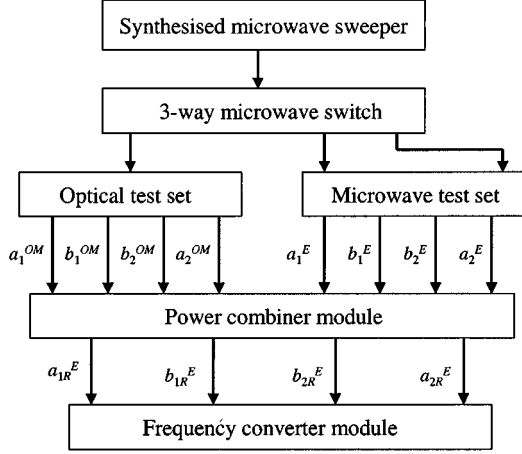 Synthesised microwave sweeper
3-way microwave switch
Optical test set Microwave test set
a₁ᴼᴹ b₁ᴼᴹ b₂ᴼᴹ a₂ᴼᴹ a₁ᴱ b₁ᴱ b₂ᴱ a₂ᴱ
Power combiner module
a₁Rᴱ b₁Rᴱ b₂Rᴱ a₂Rᴱ
Frequency converter module